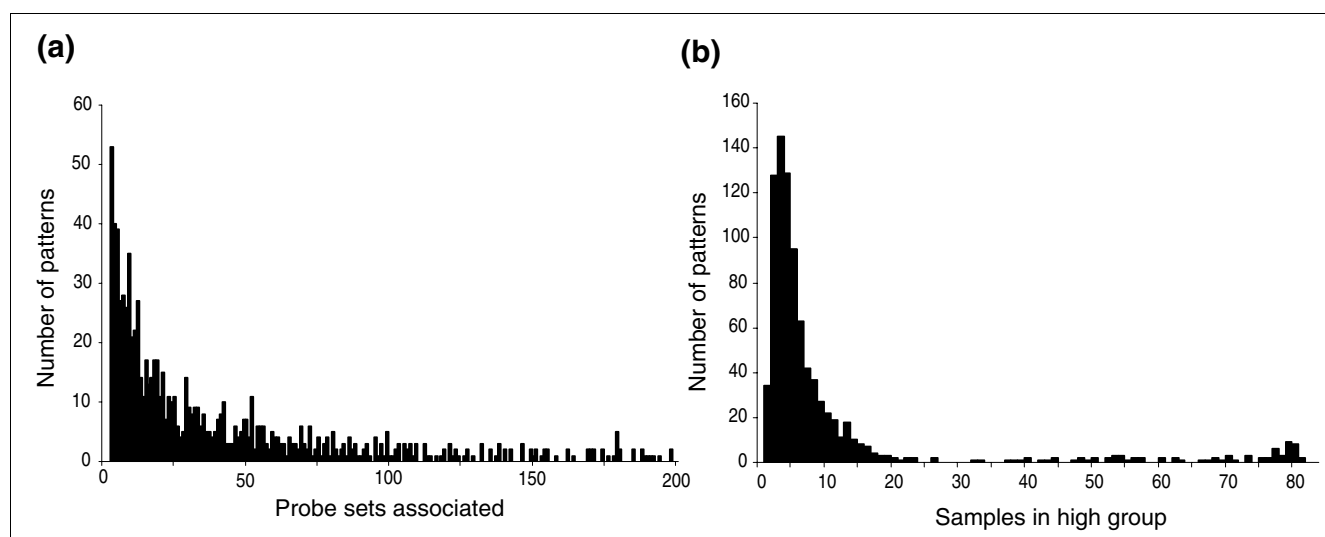 (a)
60
50
40
30
20
10
0
Number of patterns
0 50 100 150 200
Probe sets associated
(b)
160
140
120
100
80
60
40
20
0
Number of patterns
0 10 20 30 40 50 60 70 80
Samples in high group